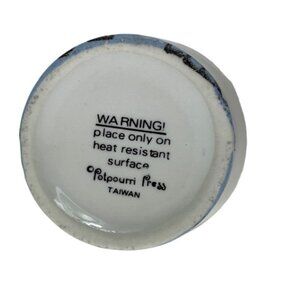 WARNING!
place only on
heat resistant
surface
©Potpourri Press
TAIWAN